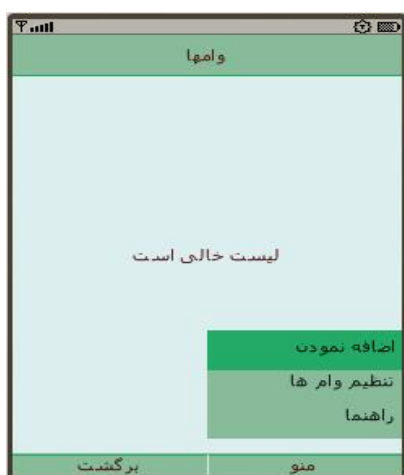 وامها
لیست خالی است
اضافه نمودن
تنظیم وام ها
راهنما
منو
برگشت